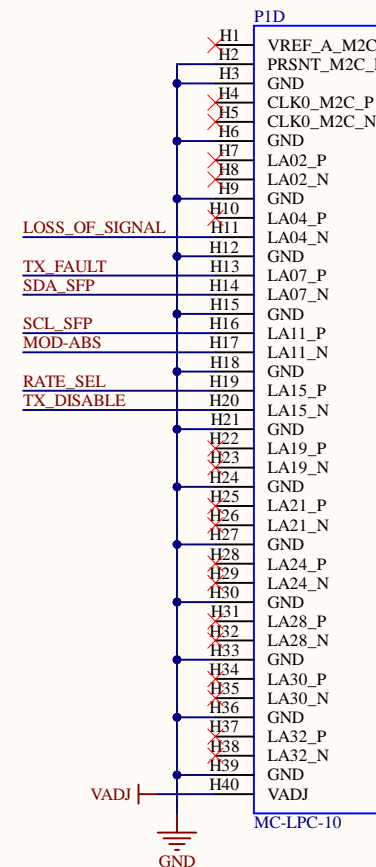 P1D
H1 VREF_A_M2C
H2 PRSNT_M2C_L
H3 GND
H4 CLK0_M2C_P
H5 CLK0_M2C_N
H6 GND
H7 LA02_P
H8 LA02_N
H9 GND
H10 LA04_P
LOSS_OF_SIGNAL H11 LA04_N
H12 GND
TX_FAULT H13 LA07_P
SDA_SFP H14 LA07_N
H15 GND
SCL_SFP H16 LA11_P
MOD-ABS H17 LA11_N
H18 GND
RATE_SEL H19 LA15_P
TX_DISABLE H20 LA15_N
H21 GND
H22 LA19_P
H23 LA19_N
H24 GND
H25 LA21_P
H26 LA21_N
H27 GND
H28 LA24_P
H29 LA24_N
H30 GND
H31 LA28_P
H32 LA28_N
H33 GND
H34 LA30_P
H35 LA30_N
H36 GND
H37 LA32_P
H38 LA32_N
H39 GND
VADJ H40 VADJ
MC-LPC-10
GND